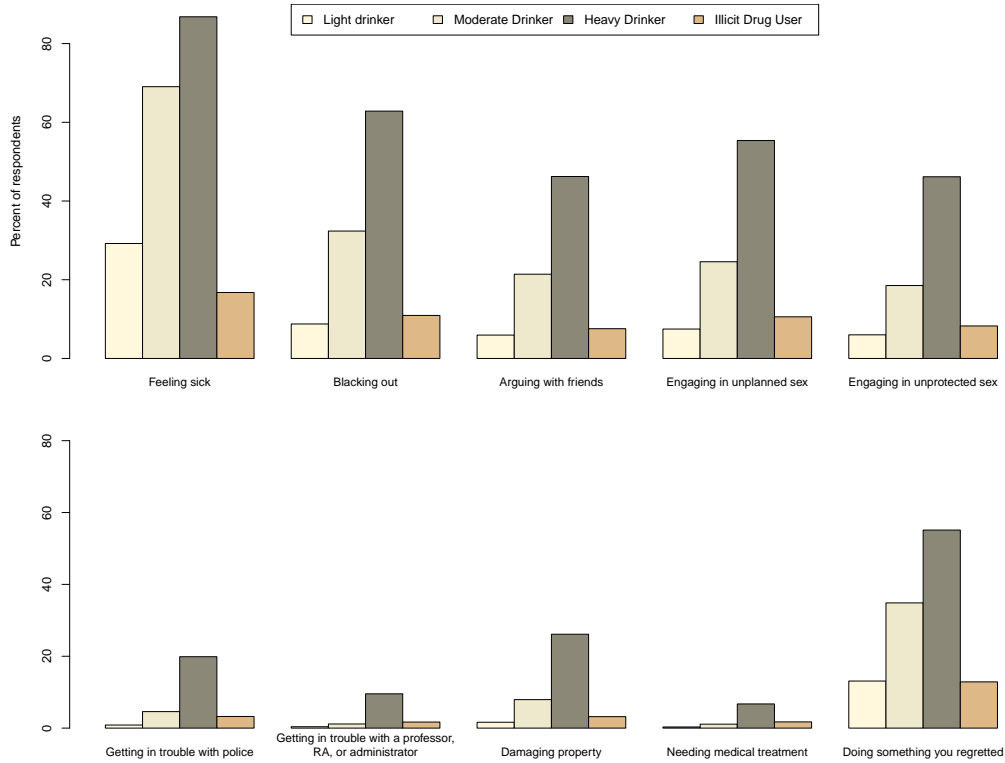 Light drinker Moderate Drinker Heavy Drinker Illicit Drug User
Percent of respondents
80
60
40
20
0
Feeling sick Blacking out Arguing with friends Engaging in unplanned sex Engaging in unprotected sex
80
60
40
20
0
Getting in trouble with police Getting in trouble with a professor, Damaging property Needing medical treatment Doing something you regretted
RA, or administrator